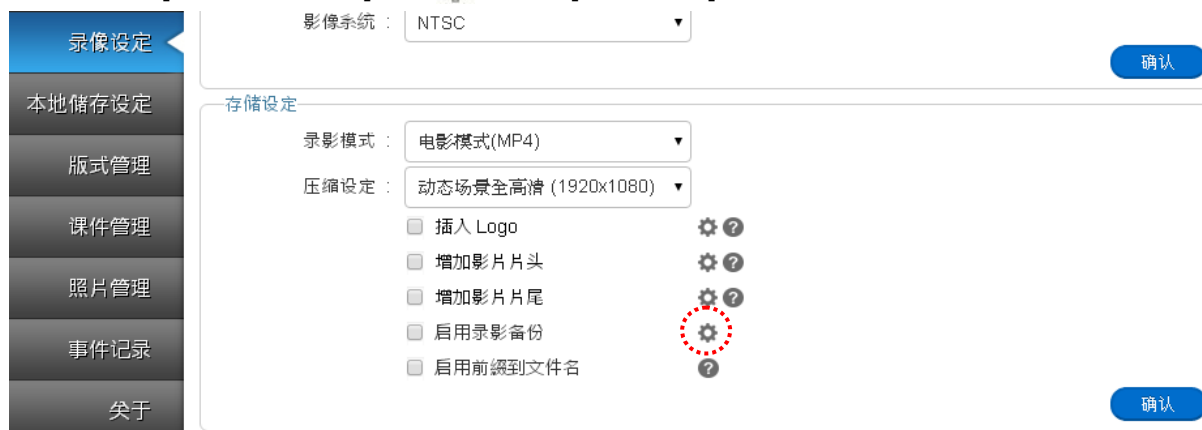 影像系统 : NTSC
录像设定
确认
本地储存设定
存储设定
录影模式 : 电影模式(MP4)
版式管理
压缩设定 : 动态场景全高清 (1920x1080)
课件管理
插入 Logo
增加影片片头
照片管理
增加影片片尾
启用录影备份
事件记录
启用前缀到文件名
关于
确认